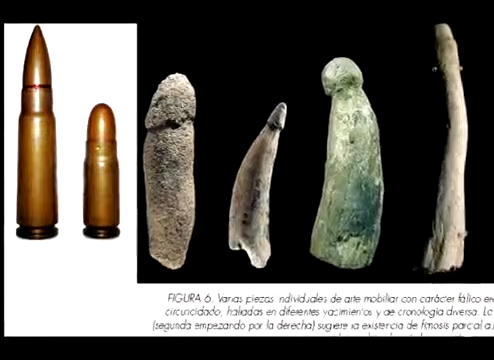 FIGURA 6. Varias piezas individuales de arte mobiliar con carácter fálico
circuncidado, halladas en diferentes yacimientos y de cronología diversa.
(segunda empezando por la derecha) sugiere la existencia de fimosis parcial